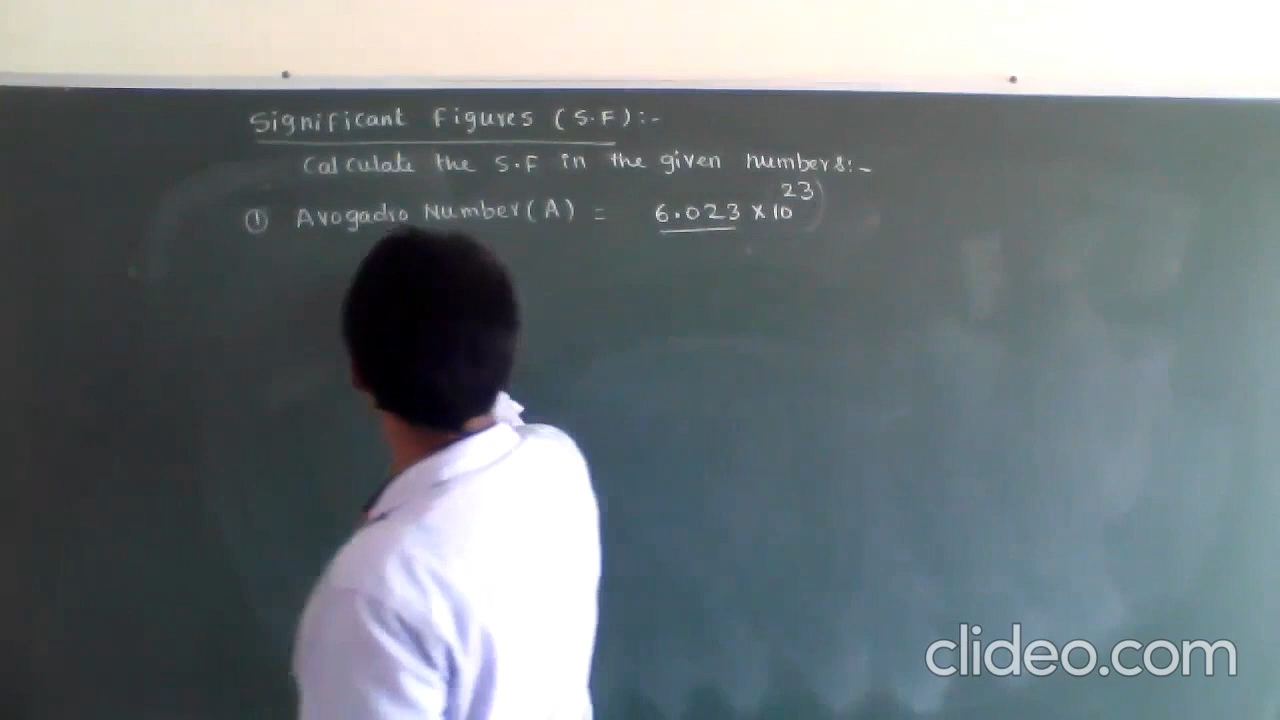 Significant Figures (S.F):-
Calculate the S.F in the given numbers:-
① Avogadro Number(A) = 6.023 × 10²³
clideo.com